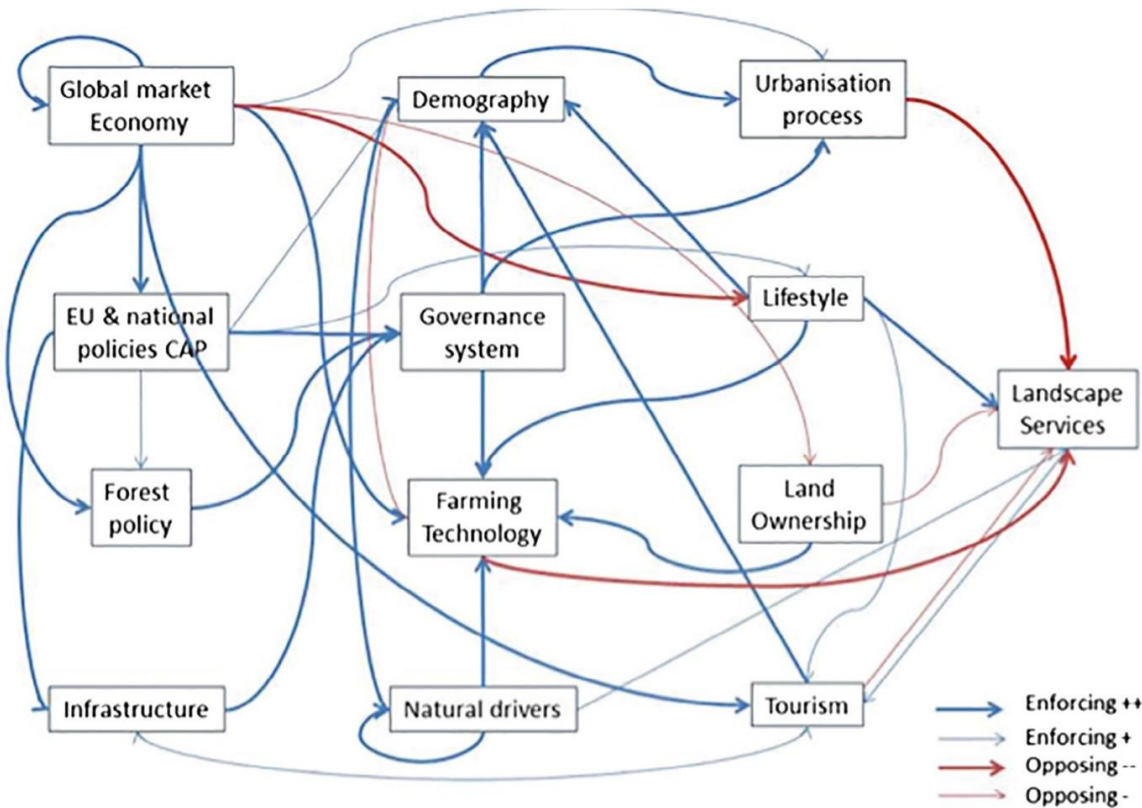 Global market
Economy
Demography
Urbanisation
process
EU & national
policies CAP
Governance
system
Lifestyle
Landscape
Services
Forest
policy
Farming
Technology
Land
Ownership
Infrastructure
Natural drivers
Tourism
Enforcing ++
Enforcing +
Opposing --
Opposing -